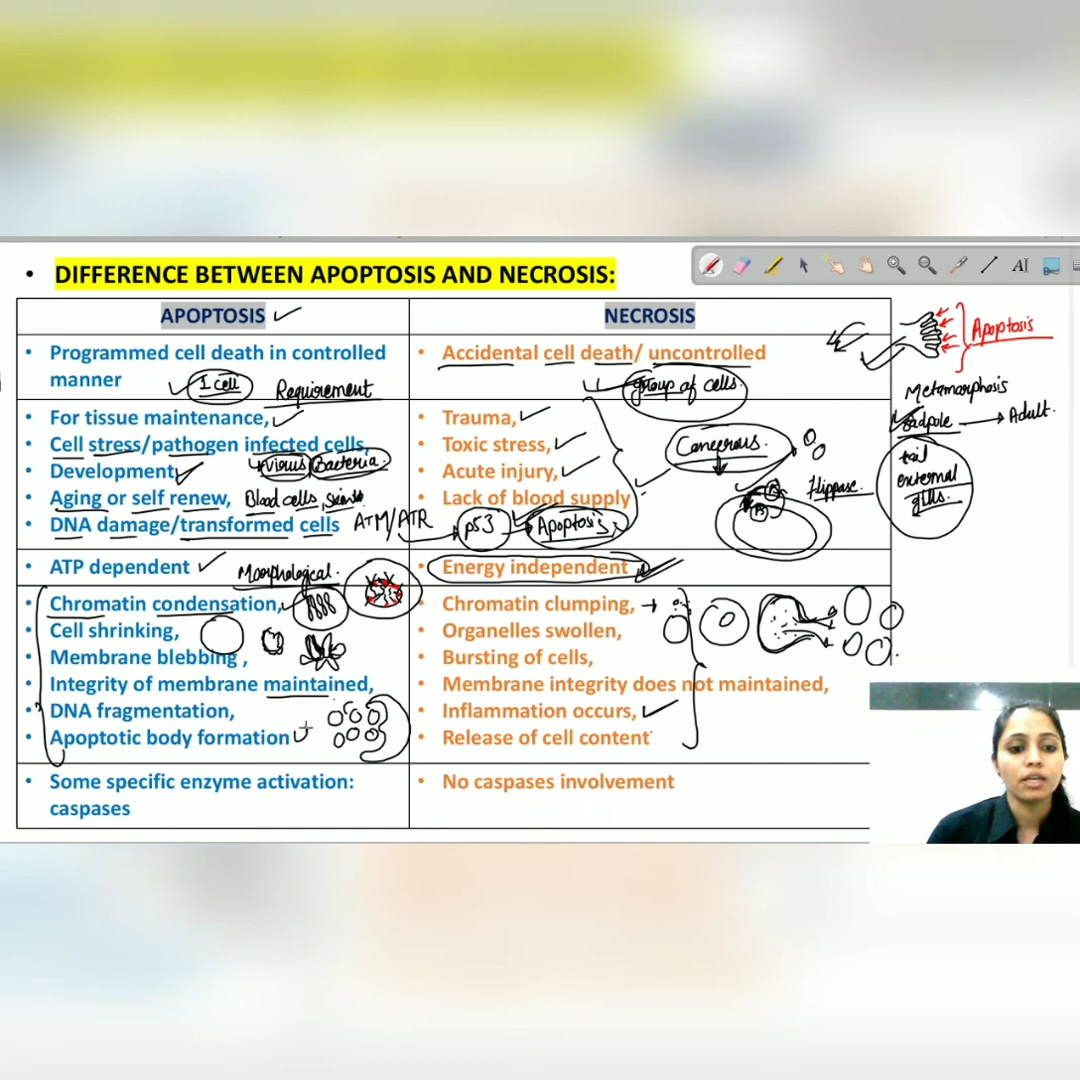 • DIFFERENCE BETWEEN APOPTOSIS AND NECROSIS:
AI
APOPTOSIS
NECROSIS
• Programmed cell death in controlled
manner
1 cell
Requirement
• Accidental cell death/ uncontrolled
group of cells.
Apoptosis
Metamorphosis
Tadpole → Adult.
tail
external
gills.
• For tissue maintenance,
• Cell stress/pathogen infected cells,
• Development
Virus Bacteria
• Aging or self renew,
Blood cells,
• DNA damage/transformed cells
ATM/ATR
p53
Apoptosis
• Trauma,
• Toxic stress,
• Acute injury,
• Lack of blood supply
Cancerous.
Flippase.
PS
PS
• ATP dependent
Morphological.
• Energy independent
• Chromatin condensation,
• Cell shrinking,
• Membrane blebbing ,
• Integrity of membrane maintained,
• DNA fragmentation,
• Apoptotic body formation
• Chromatin clumping,
• Organelles swollen,
• Bursting of cells,
• Membrane integrity does not maintained,
• Inflammation occurs,
• Release of cell content
• Some specific enzyme activation:
caspases
• No caspases involvement